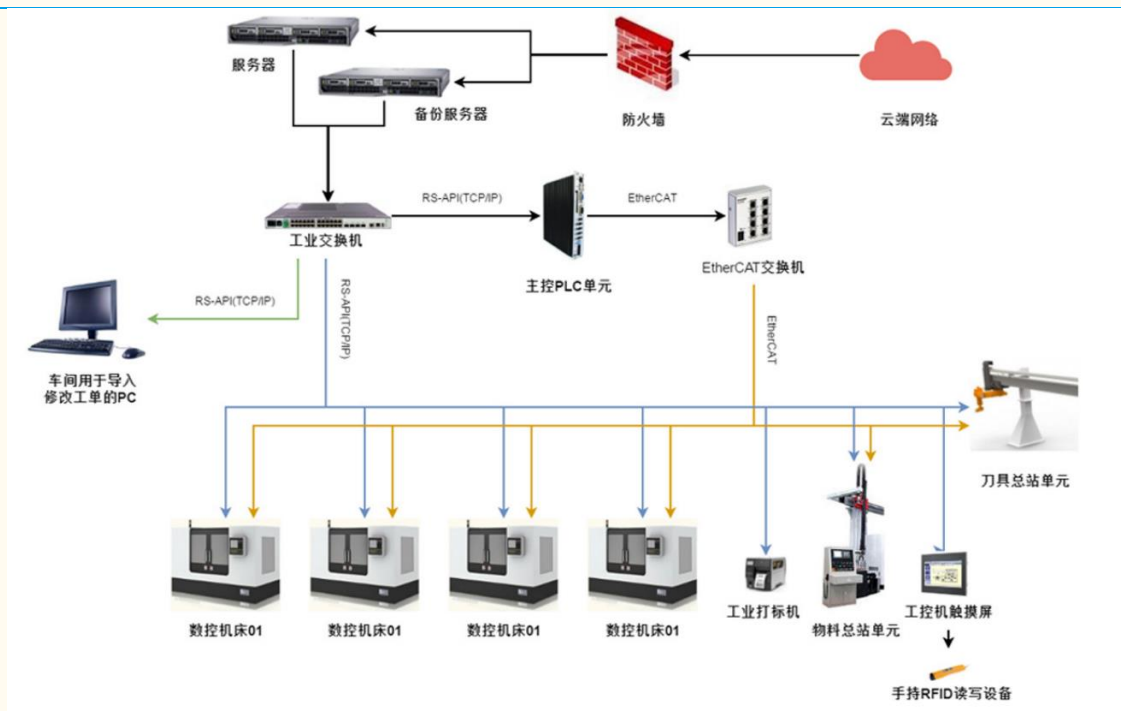 服务器
备份服务器
防火墙
云端网络
RS-API(TCP/IP)
EtherCAT
工业交换机
主控PLC单元
EtherCAT交换机
RS-API(TCP/IP)
RS-API(TCP/IP)
EtherCAT
车间用于导入
修改工单的PC
刀具总站单元
数控机床01
数控机床01
数控机床01
数控机床01
工业打标机
物料总站单元
工控机触摸屏
手持RFID读写设备